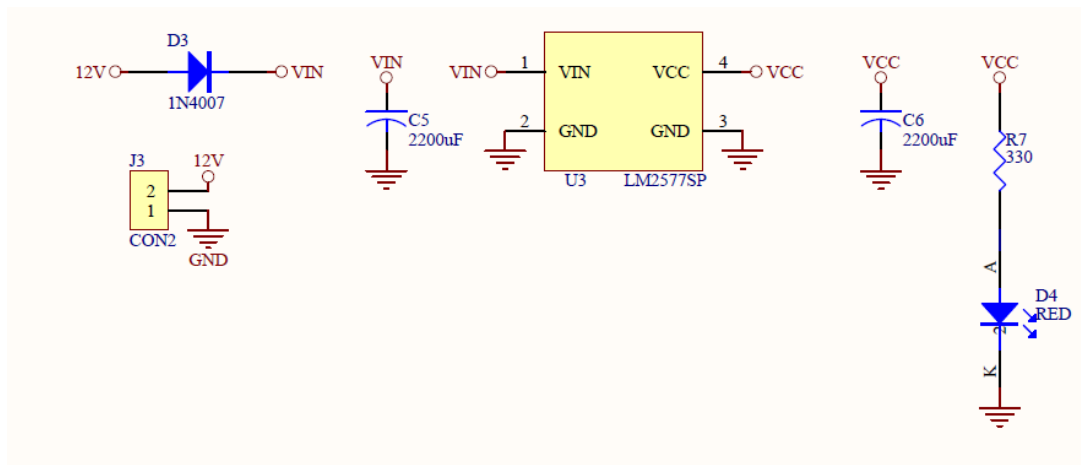 D3
12V
VIN
1N4007
J3
12V
2
1
CON2
GND
VIN
C5
2200uF
VIN
1
VIN
VCC
4
VCC
2
GND
GND
3
U3
LM2577SP
VCC
C6
2200uF
VCC
R7
330
A
D4
RED
2
K